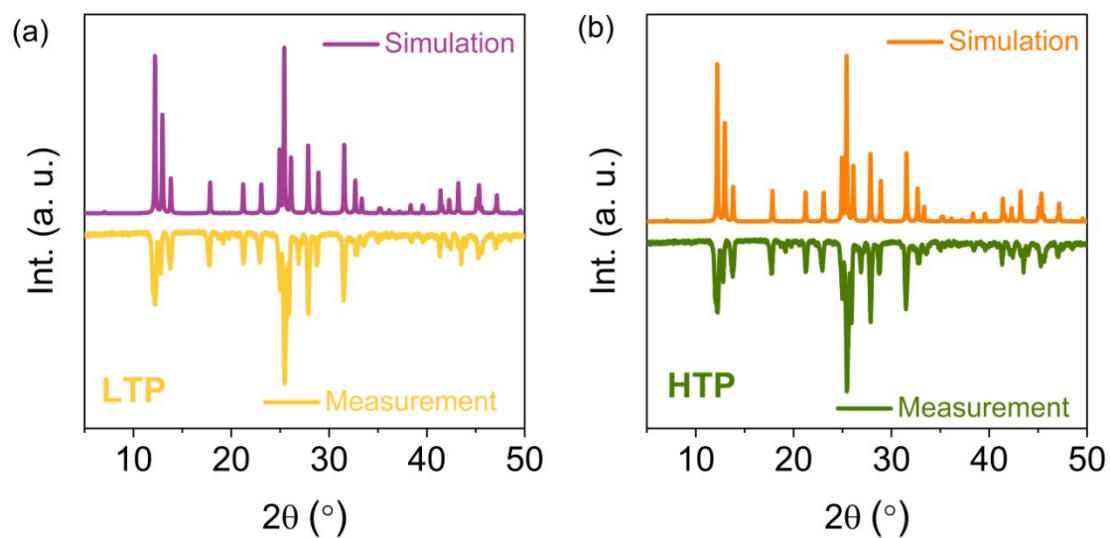 (a)
Simulation
Int. (a. u.)
LTP
Measurement
10 20 30 40 50
2θ (°)
(b)
Simulation
Int. (a. u.)
HTP
Measurement
10 20 30 40 50
2θ (°)